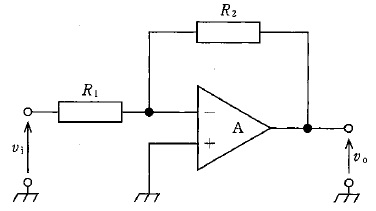 R₂
R₁
−
A
+
vᵢ
vₒ